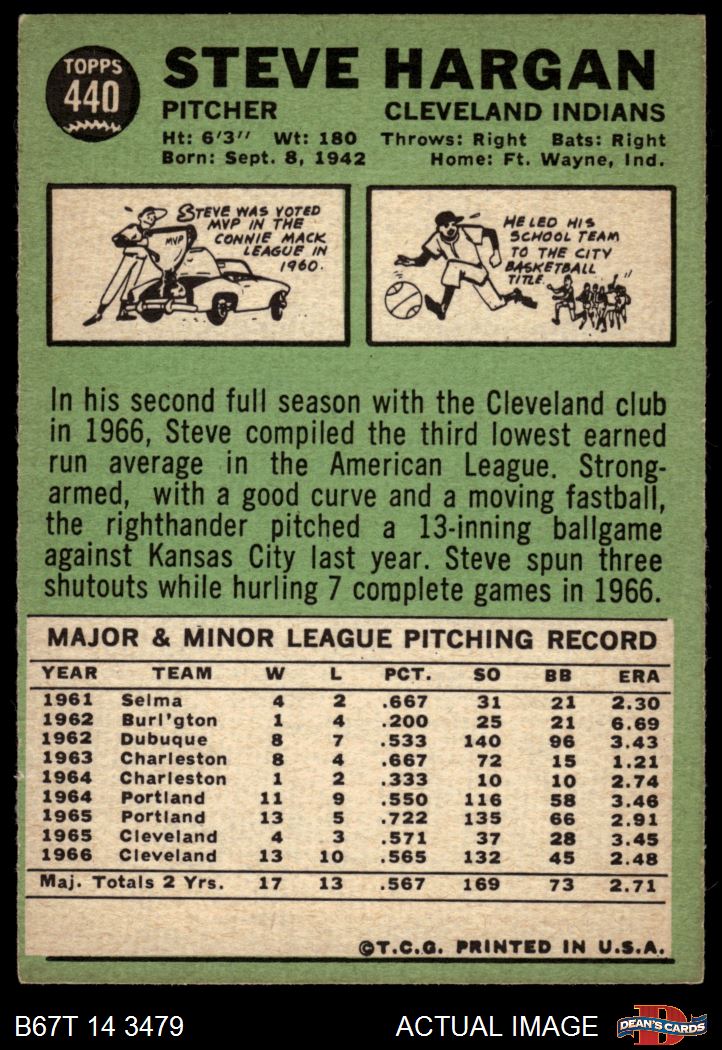 TOPPS
440
STEVE HARGAN
PITCHER CLEVELAND INDIANS
Ht: 6'3" Wt: 180 Throws: Right Bats: Right
Born: Sept. 8, 1942 Home: Ft. Wayne, Ind.
STEVE WAS VOTED
MVP IN THE
CONNIE MACK
LEAGUE IN
1960.
MVP
HE LED HIS
SCHOOL TEAM
TO THE CITY
BASKETBALL
TITLE.
In his second full season with the Cleveland club
in 1966, Steve compiled the third lowest earned
run average in the American League. Strong-
armed, with a good curve and a moving fastball,
the righthander pitched a 13-inning ballgame
against Kansas City last year. Steve spun three
shutouts while hurling 7 complete games in 1966.
MAJOR & MINOR LEAGUE PITCHING RECORD
YEAR TEAM W L PCT. SO BB ERA
1961 Selma 4 2 .667 31 21 2.30
1962 Burl'gton 1 4 .200 25 21 6.69
1962 Dubuque 8 7 .533 140 96 3.43
1963 Charleston 8 4 .667 72 15 1.21
1964 Charleston 1 2 .333 10 10 2.74
1964 Portland 11 9 .550 116 58 3.46
1965 Portland 13 5 .722 135 66 2.91
1965 Cleveland 4 3 .571 37 28 3.45
1966 Cleveland 13 10 .565 132 45 2.48
Maj. Totals 2 Yrs. 17 13 .567 169 73 2.71
©T.C.G. PRINTED IN U.S.A.
B67T 14 3479 ACTUAL IMAGE
D
DEAN'S CARDS